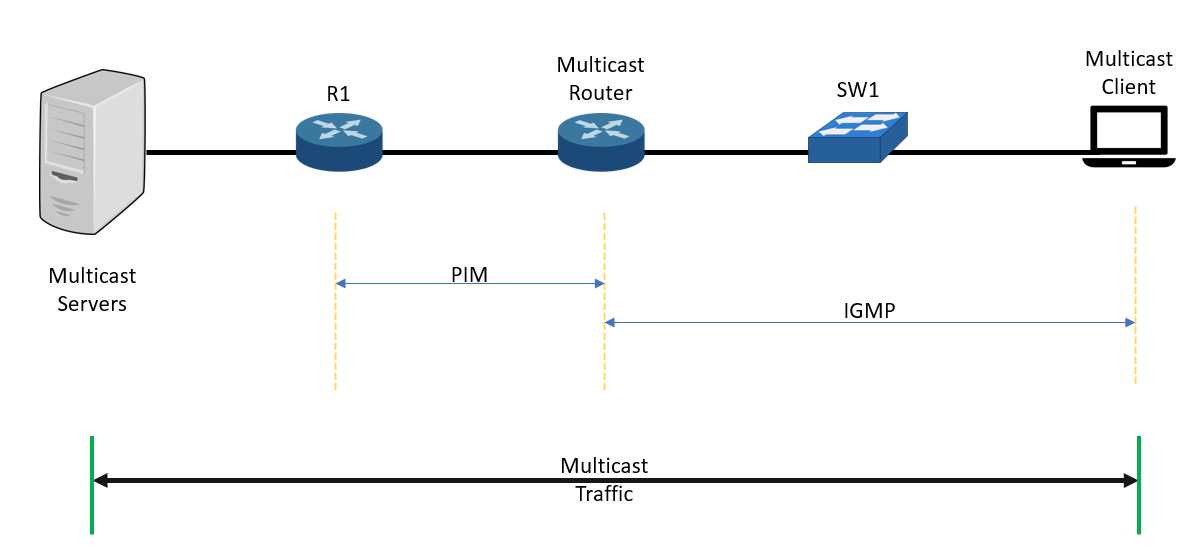 R1
Multicast
Router
SW1
Multicast
Client
Multicast
Servers
PIM
IGMP
Multicast
Traffic